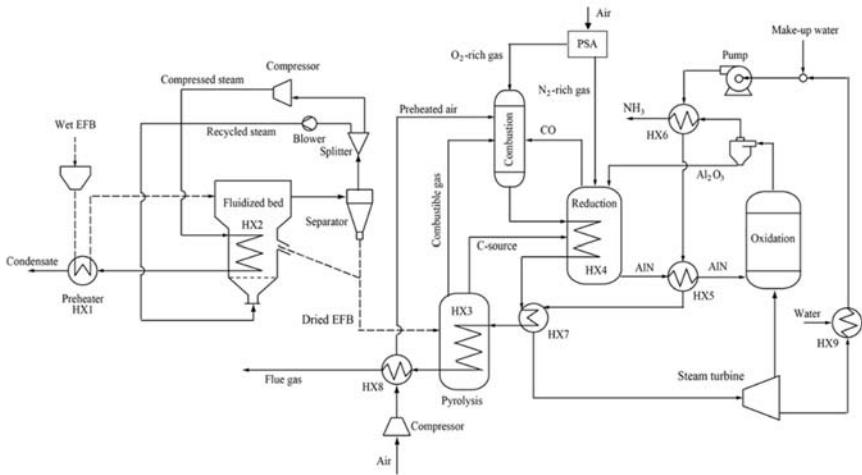 Air
PSA
Make-up water
O2-rich gas
Pump
Compressor
N2-rich gas
Compressed steam
Preheated air
Wet EFB
Recycled steam
Blower
Splitter
Combustion
CO
NH3
HX6
Al2O3
Fluidized bed
Separator
HX2
Combustible gas
Reduction
C-source
Oxidation
Condensate
HX4
AlN
AlN
Preheater
HX1
HX5
Dried EFB
HX3
HX7
Water
HX9
Flue gas
HX8
Steam turbine
Pyrolysis
Compressor
Air